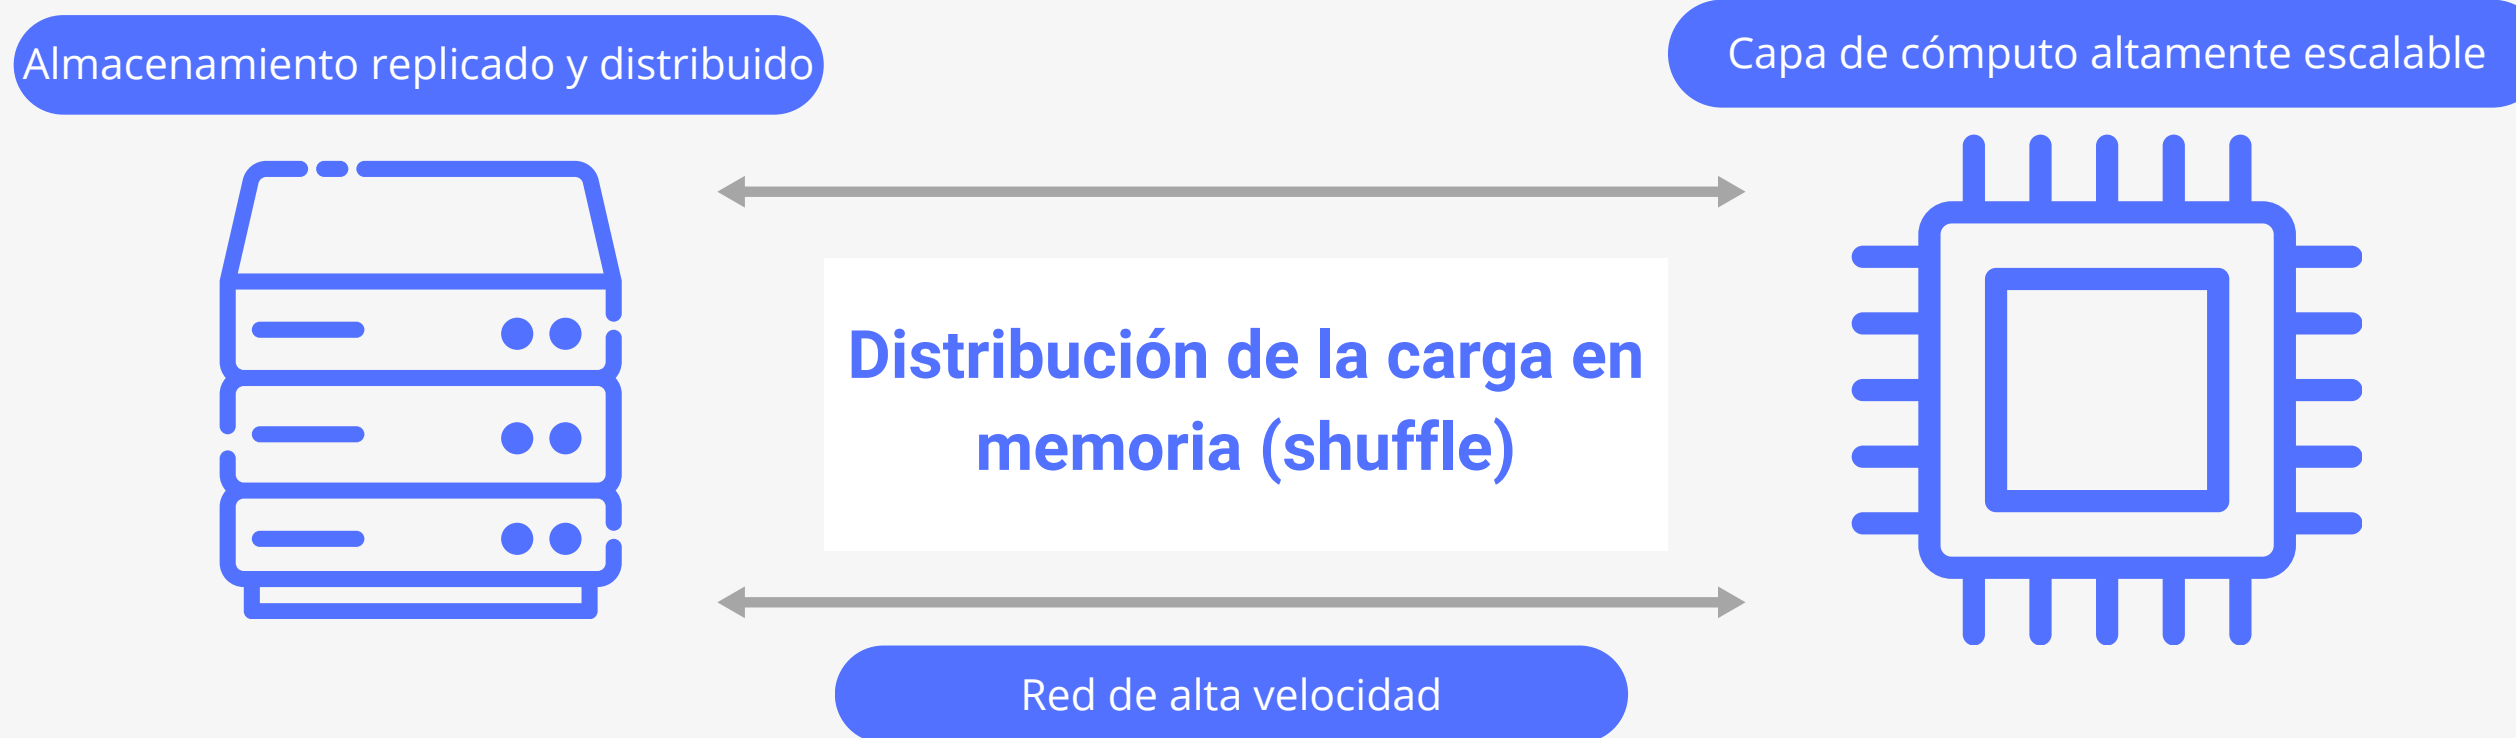 Almacenamiento replicado y distribuido
Capa de cómputo altamente escalable
Distribución de la carga en
memoria (shuffle)
Red de alta velocidad